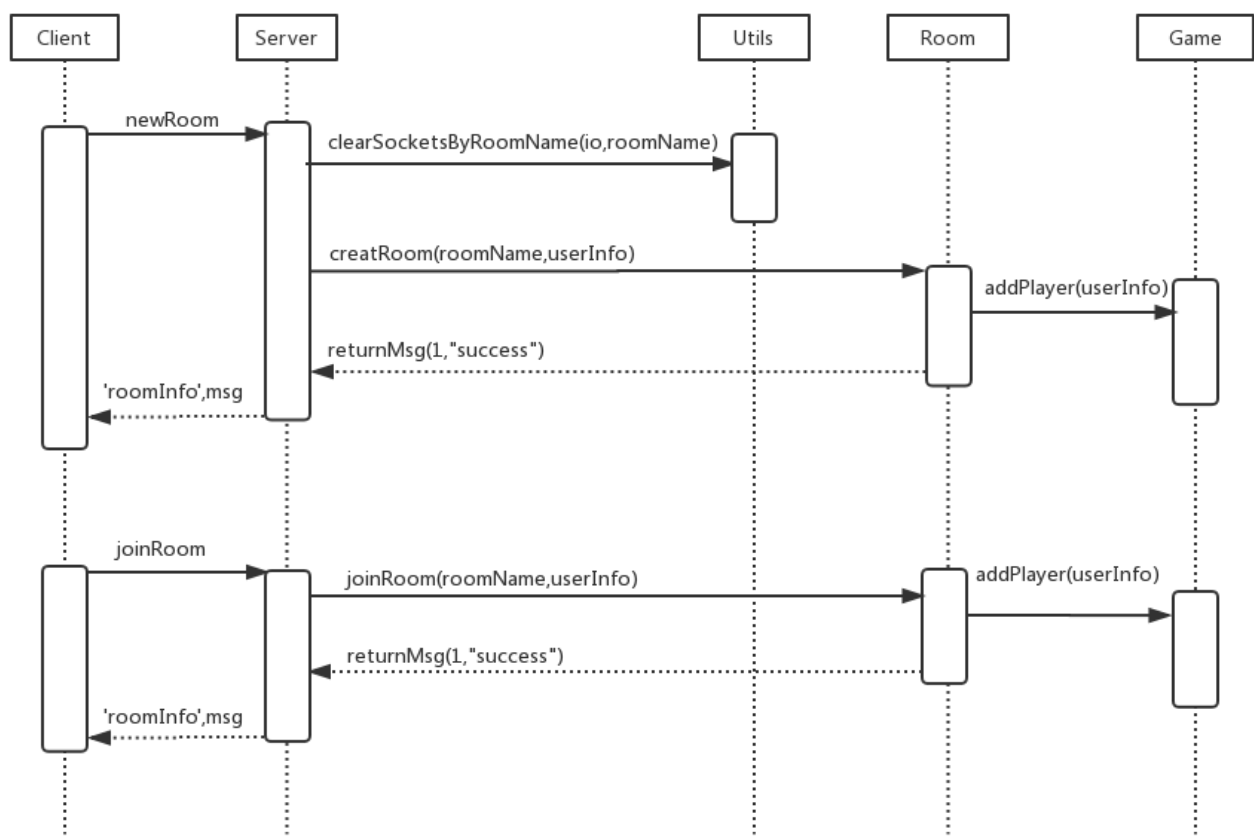 Client
Server
Utils
Room
Game
newRoom
clearSocketsByRoomName(io,roomName)
creatRoom(roomName,userInfo)
addPlayer(userInfo)
returnMsg(1,"success")
'roomInfo',msg
joinRoom
joinRoom(roomName,userInfo)
addPlayer(userInfo)
returnMsg(1,"success")
'roomInfo',msg